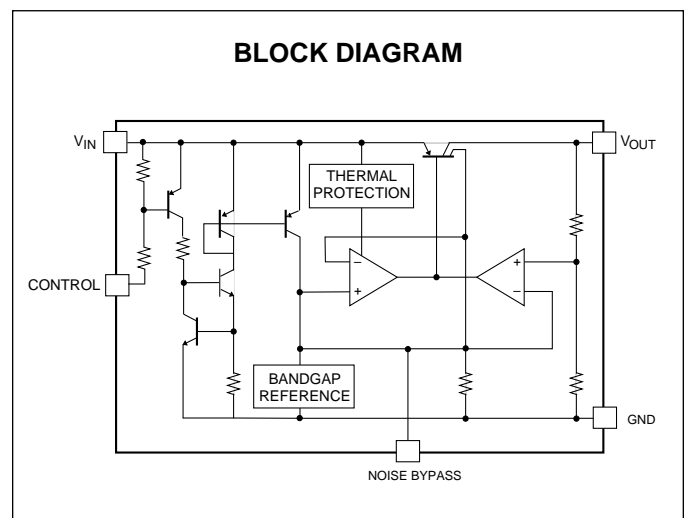 BLOCK DIAGRAM
VIN
VOUT
THERMAL
PROTECTION
−
+
+
−
CONTROL
BANDGAP
REFERENCE
GND
NOISE BYPASS